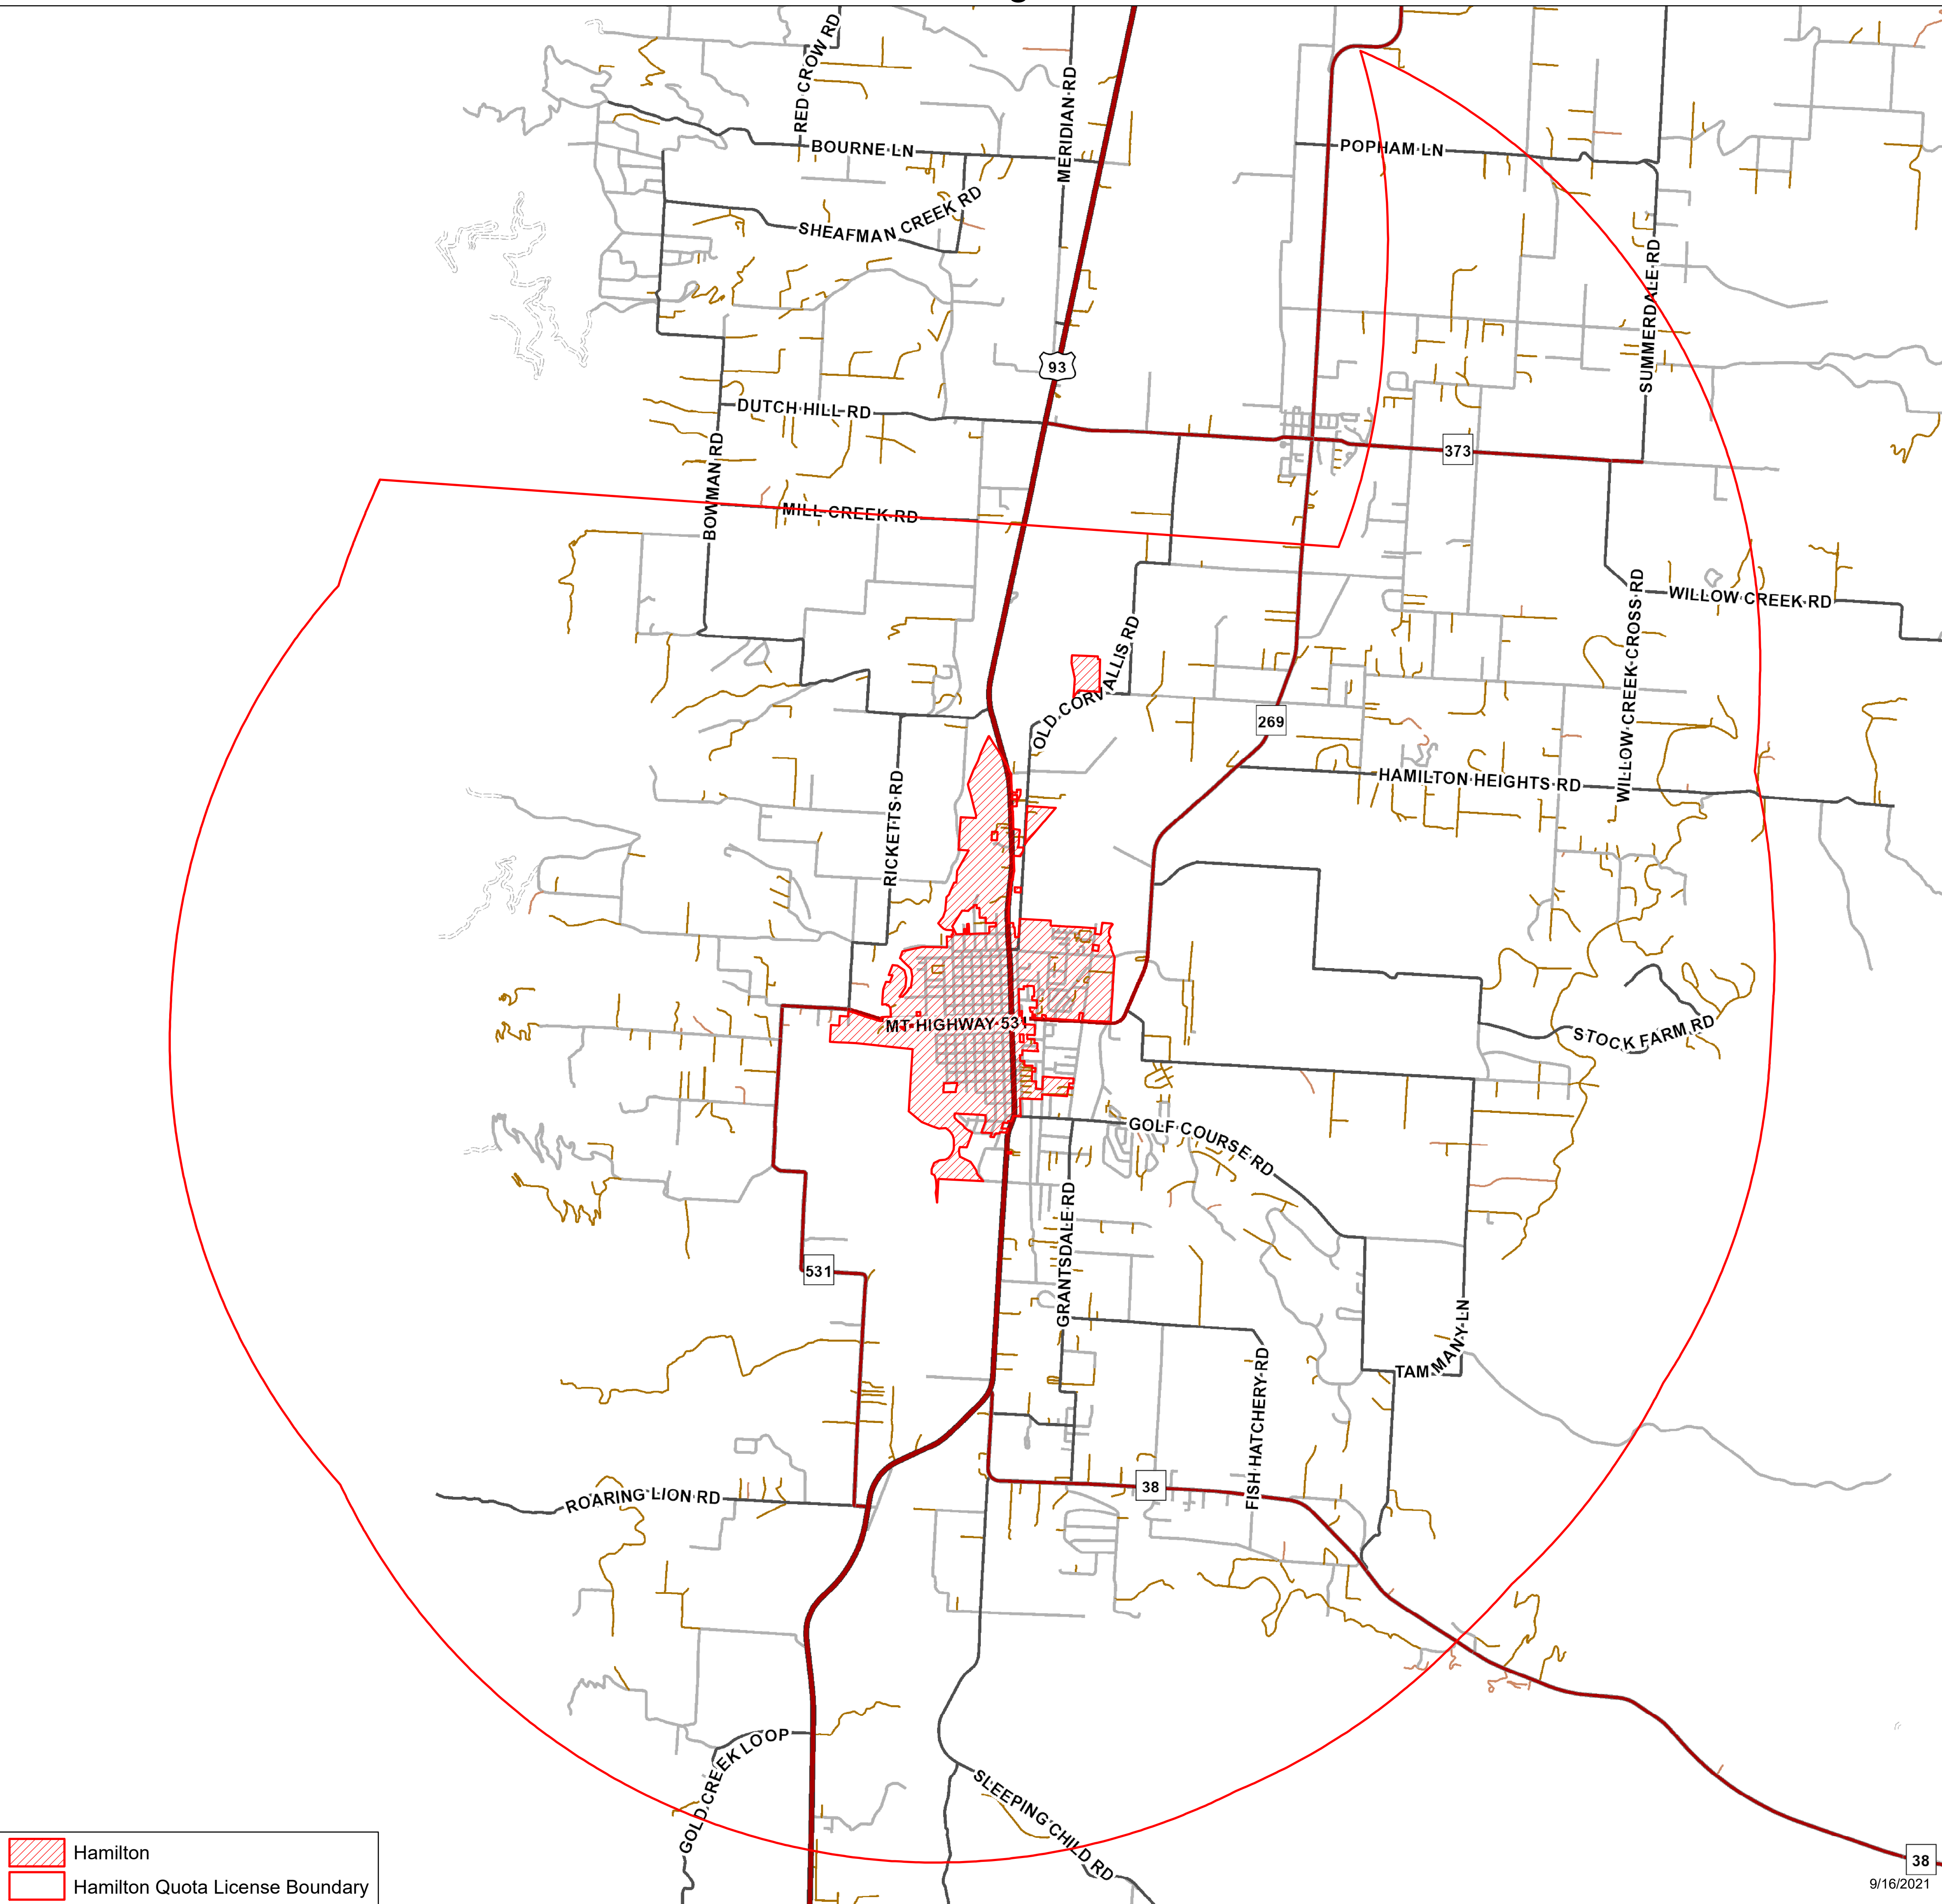 RED CROW RD
MERIDIAN RD
BOURNE LN
POPHAM LN
SHEAFMAN CREEK RD
SUMMERDALE RD
93
DUTCH HILL RD
BOWMAN RD
373
MILL CREEK RD
WILLOW CREEK RD
WILLOW CREEK CROSS RD
OLD CORVALLIS RD
269
HAMILTON HEIGHTS RD
RICKETTS RD
MT HIGHWAY 531
STOCK FARM RD
GOLF COURSE RD
GRANTSDALE RD
531
TAMMANY LN
FISH HATCHERY RD
38
ROARING LION RD
GOLD CREEK LOOP
SLEEPING CHILD RD
Hamilton
Hamilton Quota License Boundary
38
9/16/2021